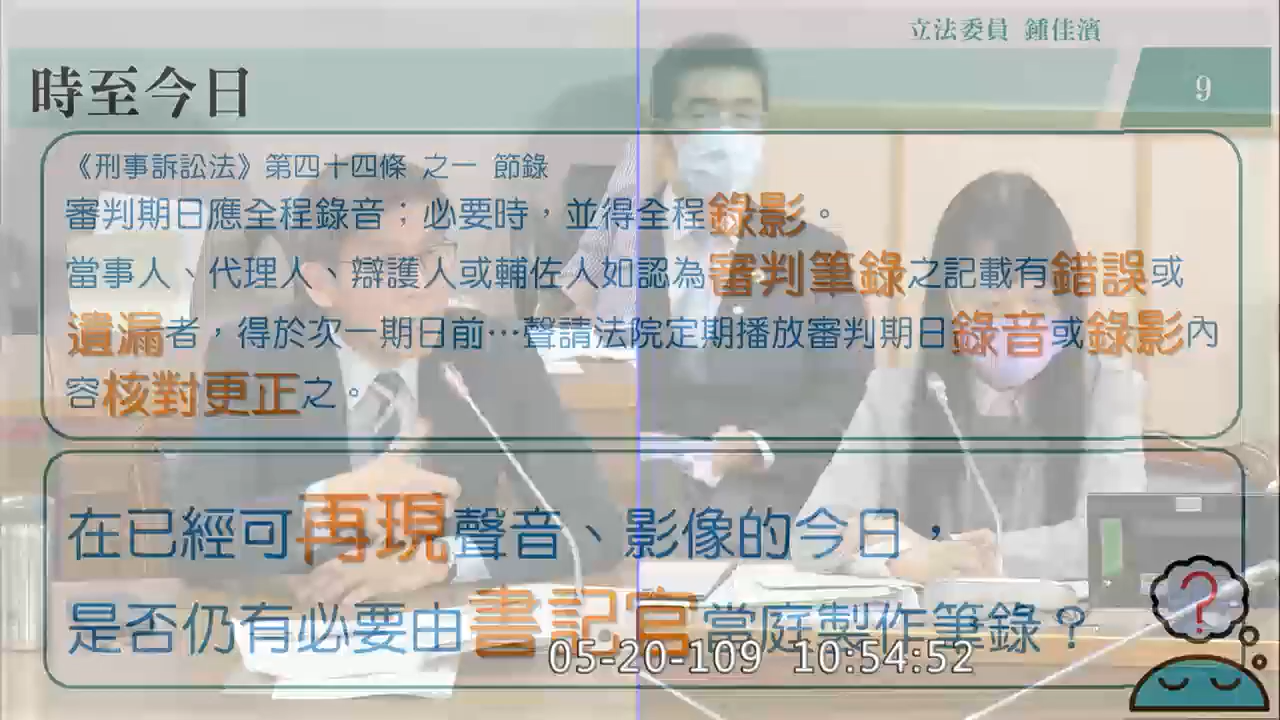 立法委員 鍾佳濱
時至今日
9
《刑事訴訟法》第四十四條 之一 節錄
審判期日應全程錄音；必要時，並得全程錄影。
當事人、代理人、辯護人或輔佐人如認為審判筆錄之記載有錯誤或
遺漏者，得於次一期日前…聲請法院定期播放審判期日錄音或錄影內
容核對更正之。
在已經可再現聲音、影像的今日，
是否仍有必要由書記官當庭製作筆錄？
05-20-109 10:54:52
?